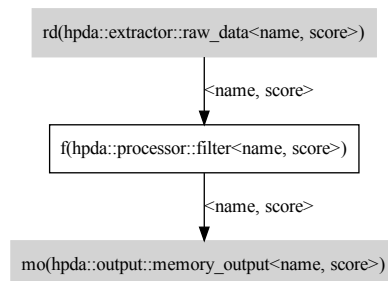 rd(hpda::extractor::raw_data<name, score>)
<name, score>
f(hpda::processor::filter<name, score>)
<name, score>
mo(hpda::output::memory_output<name, score>)